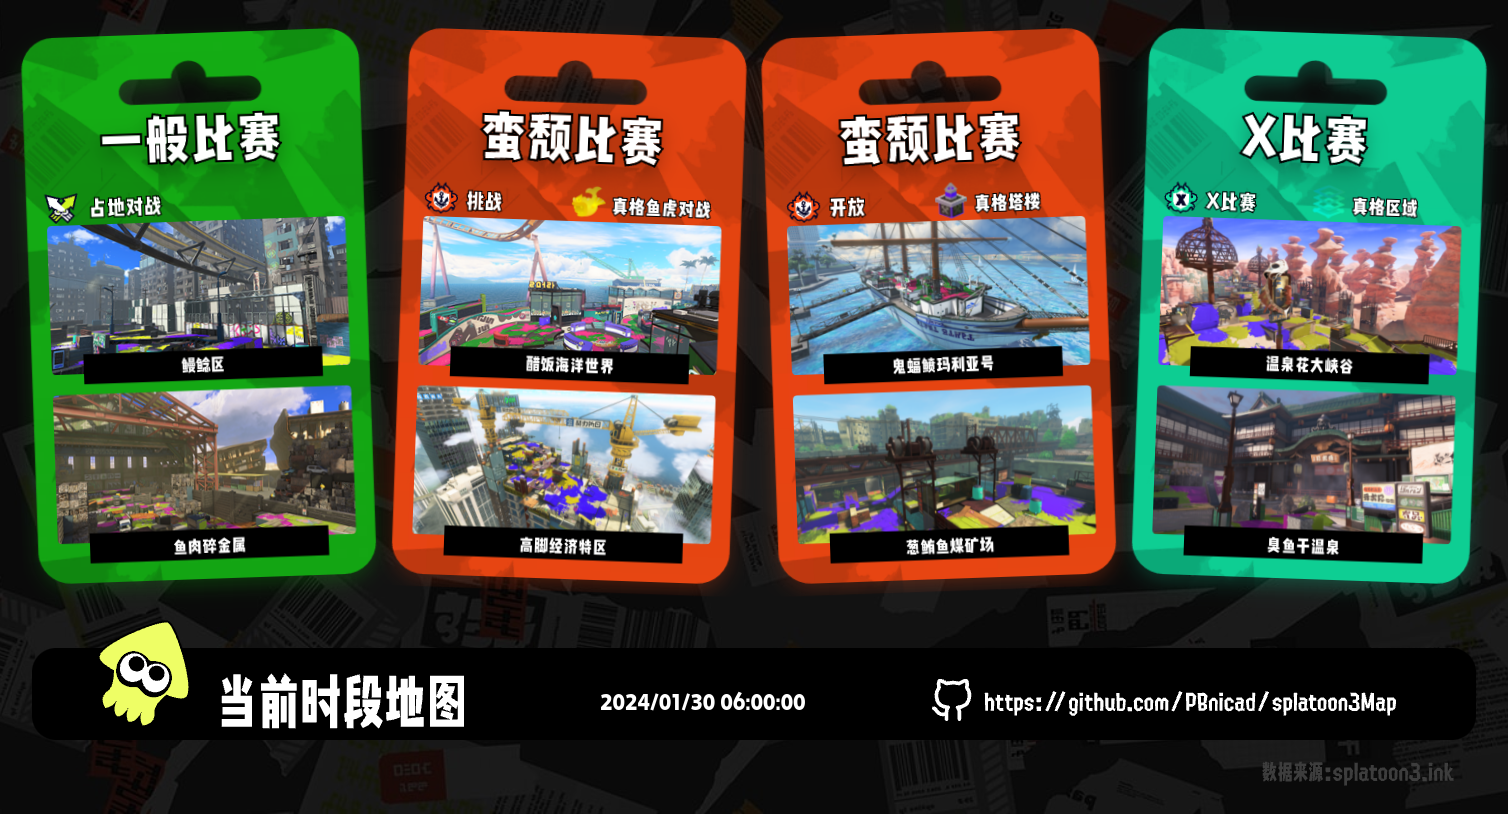 一般比赛
占地对战
鳗鲶区
鱼肉碎金属
蛮颓比赛
挑战
真格鱼虎对战
醋饭海洋世界
高脚经济特区
蛮颓比赛
开放
真格塔楼
鬼蝠鲼玛利亚号
葱鲔鱼煤矿场
X比赛
X比赛
真格区域
温泉花大峡谷
臭鱼干温泉
当前时段地图
2024/01/30 06:00:00
https://github.com/PBnicad/splatoon3Map
数据来源:splatoon3.ink